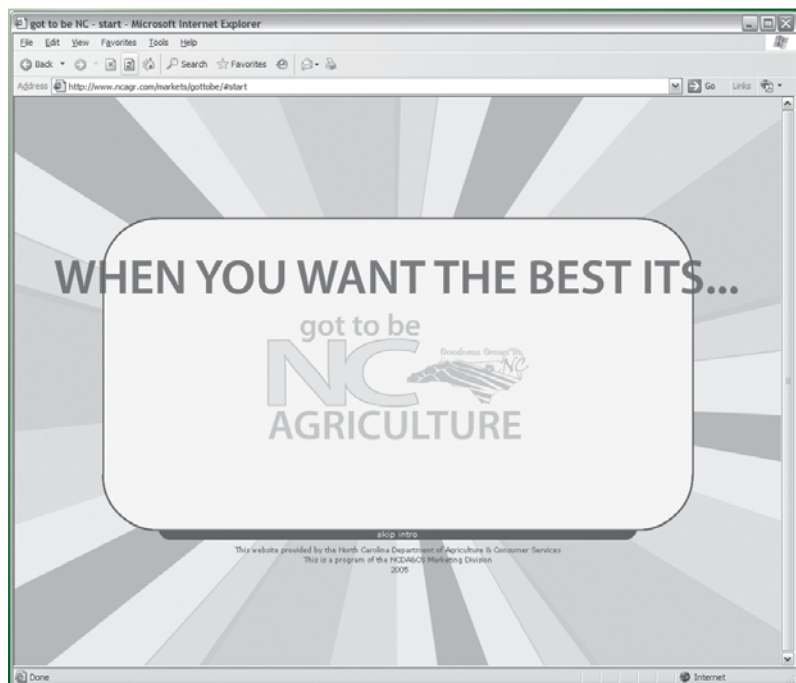 got to be NC - start - Microsoft Internet Explorer
File Edit View Favorites Tools Help
Back Search Favorites
Address http://www.ncagr.com/markets/gottobe/#start Go Links
WHEN YOU WANT THE BEST ITS...
got to be
NC
Goodness Grows in
NC
AGRICULTURE
skip intro
This website provided by the North Carolina Department of Agriculture & Consumer Services
This is a program of the NCDA&CS Marketing Division
2005
Done Internet